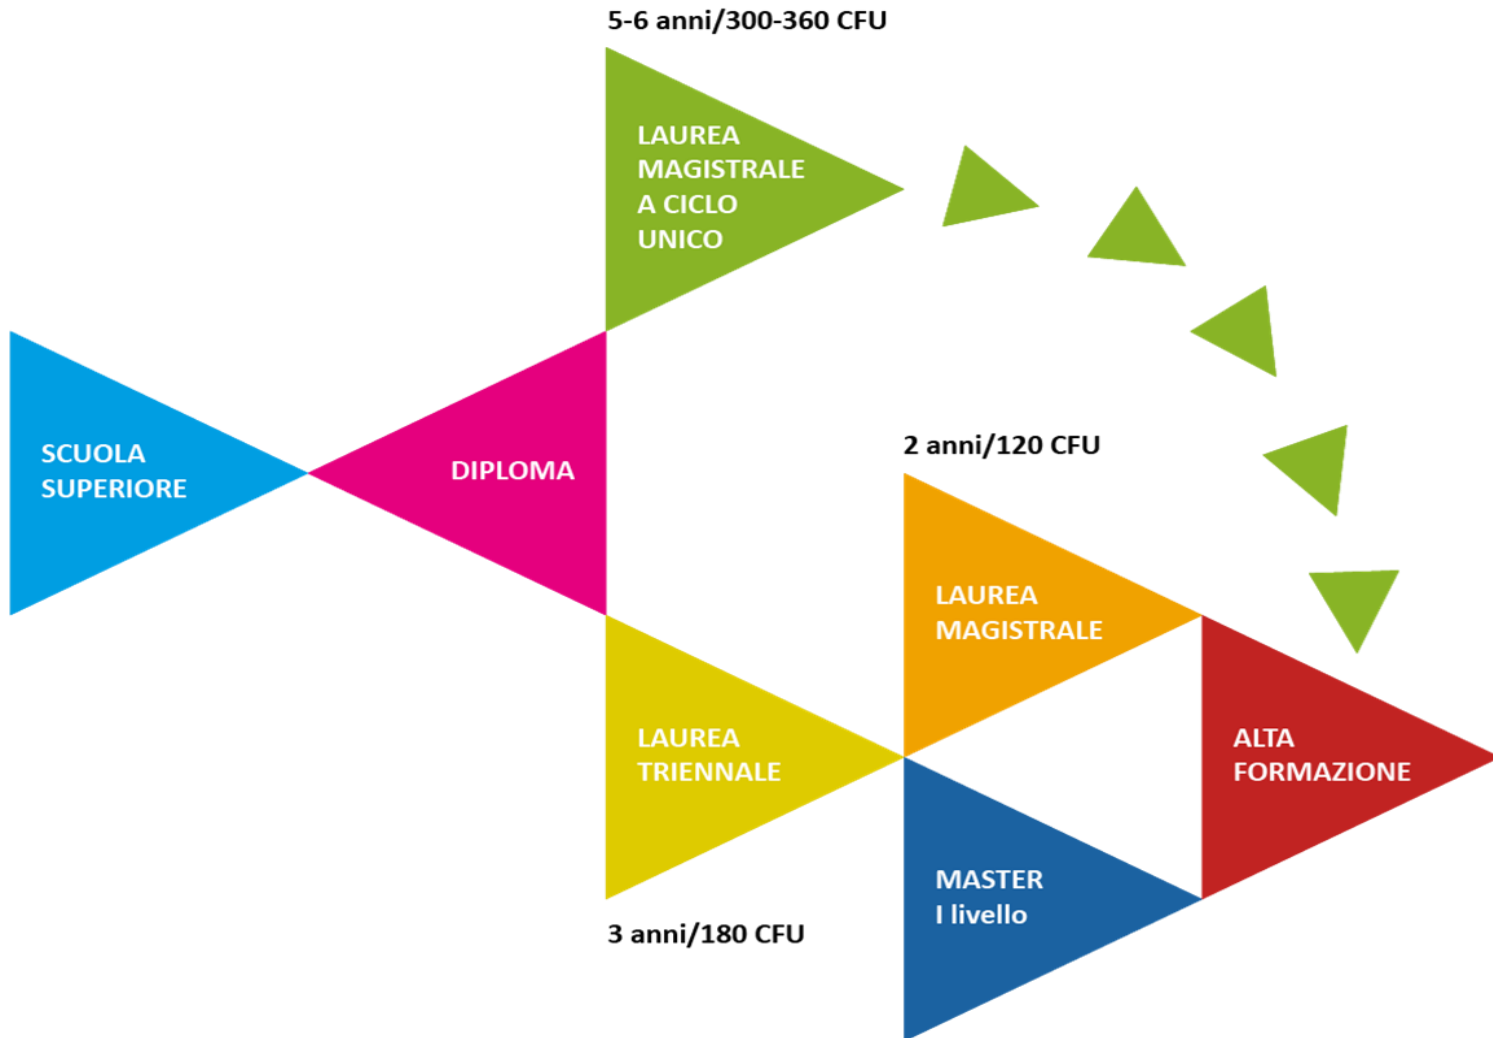 5-6 anni/300-360 CFU
LAUREA
MAGISTRALE
A CICLO
UNICO
SCUOLA
SUPERIORE
DIPLOMA
2 anni/120 CFU
LAUREA
MAGISTRALE
LAUREA
TRIENNALE
ALTA
FORMAZIONE
MASTER
I livello
3 anni/180 CFU